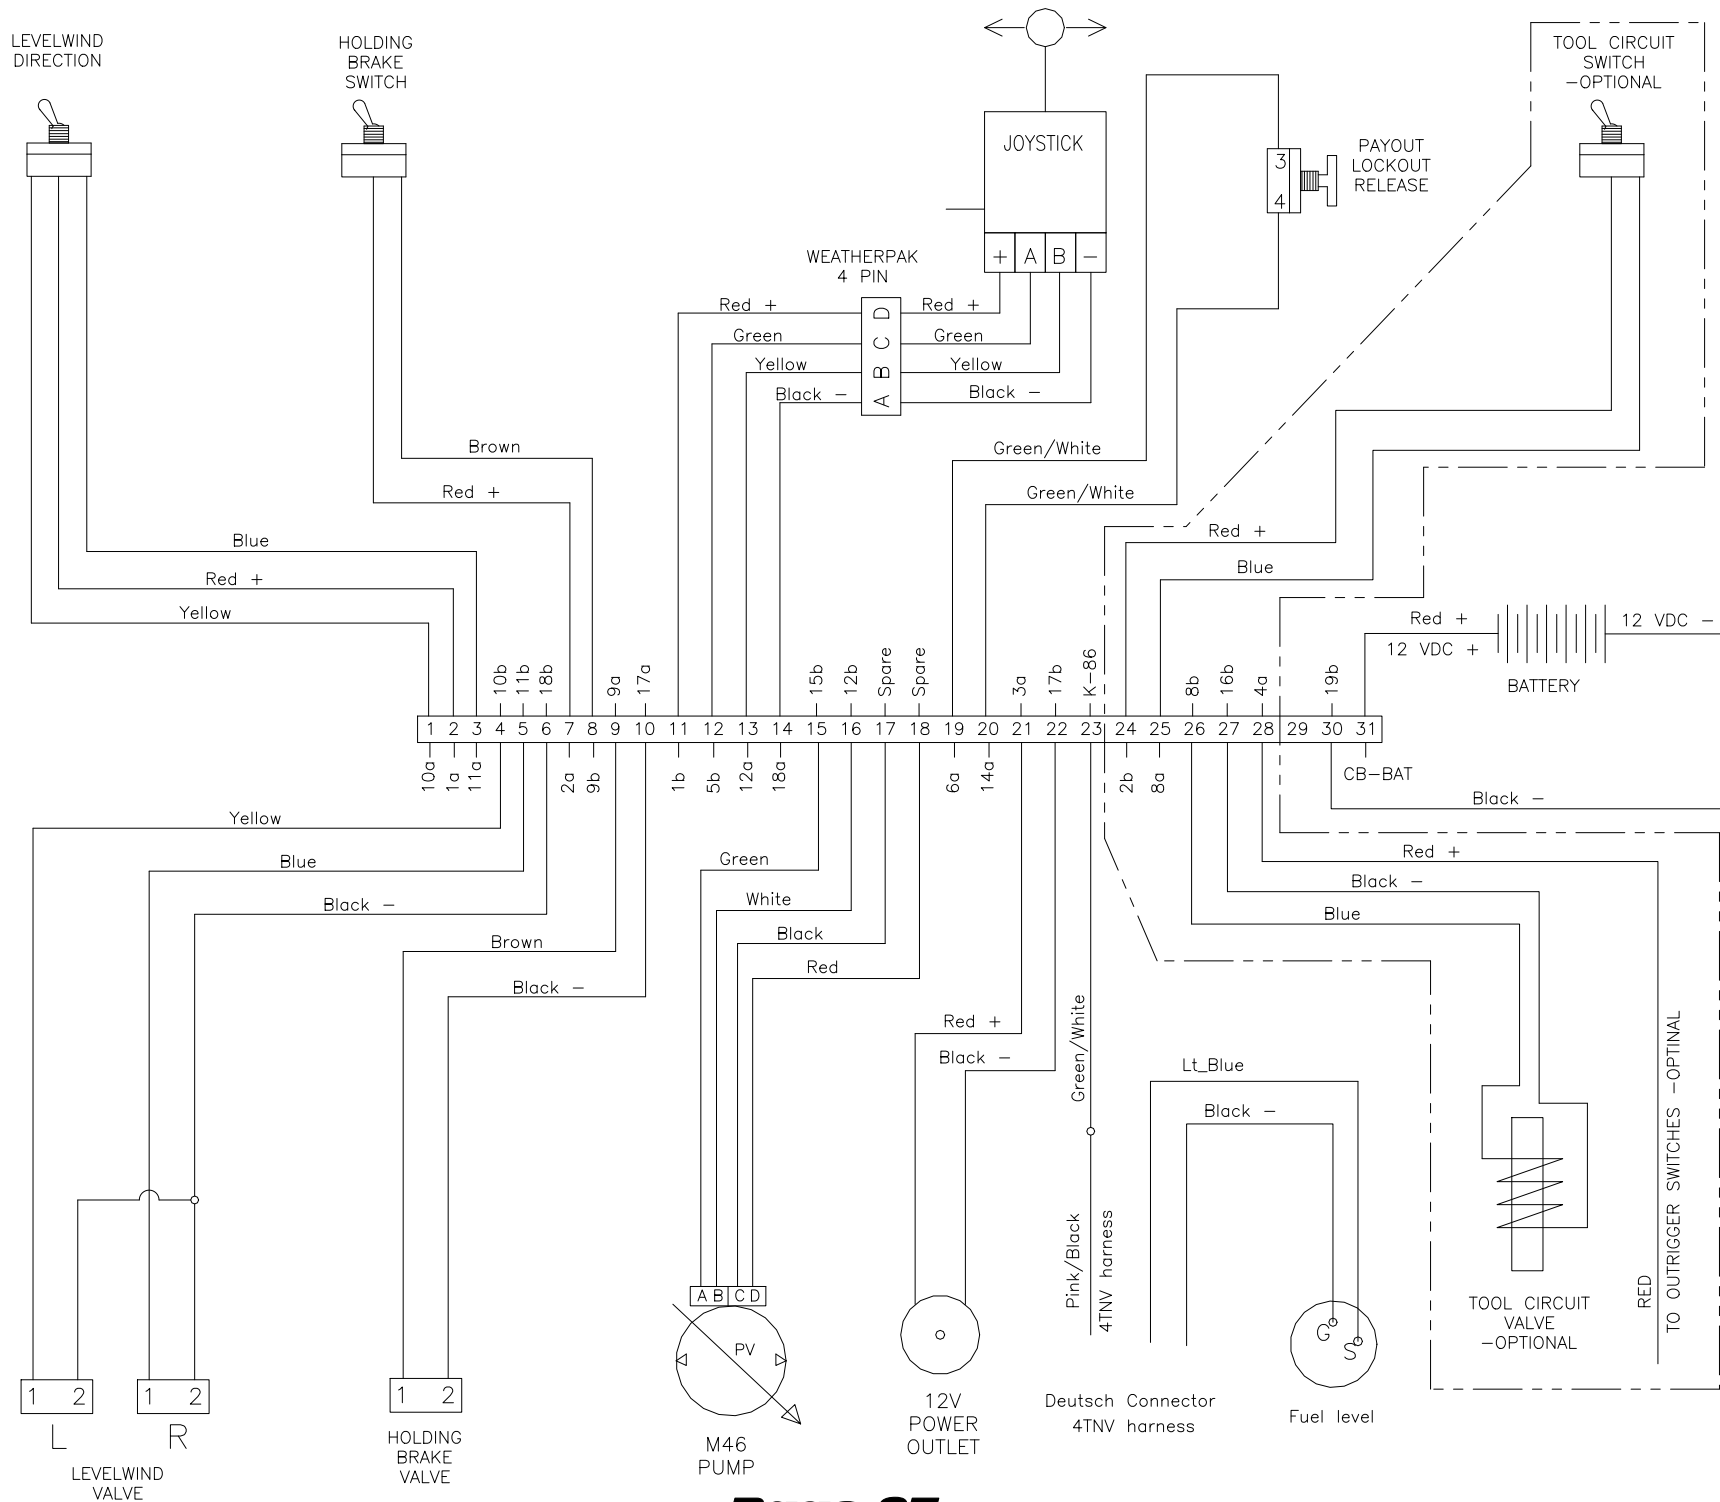 LEVELWIND
DIRECTION
HOLDING
BRAKE
SWITCH
TOOL CIRCUIT
SWITCH
-OPTIONAL
JOYSTICK
+ A B -
3
4
PAYOUT
LOCKOUT
RELEASE
WEATHERPAK
4 PIN
Red +
Green
Yellow
Black -
D
C
B
A
Red +
Green
Yellow
Black -
Brown
Red +
Green/White
Green/White
Blue
Red +
Yellow
Red +
Blue
Red +
12 VDC +
12 VDC -
BATTERY
10b
11b
18b
9a
17a
15b
12b
Spare
Spare
3a
17b
K-86
8b
16b
4a
19b
1 2 3 4 5 6 7 8 9 10 11 12 13 14 15 16 17 18 19 20 21 22 23 24 25 26 27 28 29 30 31
10a
1a
11a
2a
9b
1b
5b
12a
18a
6a
14a
2b
8a
CB-BAT
Yellow
Blue
Black -
Brown
Black -
Green
White
Black
Red
Red +
Black -
Green/White
Pink/Black
4TNV harness
Lt_Blue
Black -
Black -
Red +
Black -
Blue
RED
TO OUTRIGGER SWITCHES -OPTINAL
TOOL CIRCUIT
VALVE
-OPTIONAL
1 2
L
1 2
R
LEVELWIND
VALVE
1 2
HOLDING
BRAKE
VALVE
A B C D
PV
M46
PUMP
12V
POWER
OUTLET
Deutsch Connector
4TNV harness
G
S
Fuel level